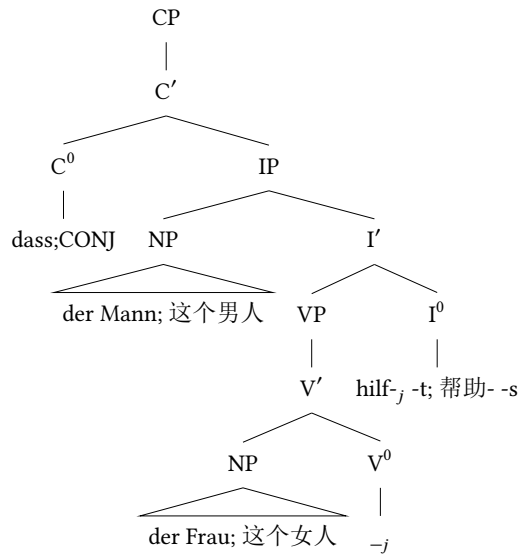 CP
C′
C⁰ IP
dass;CONJ NP I′
der Mann; 这个男人 VP I⁰
V′ hilf-ⱼ -t; 帮助- -s
NP V⁰
der Frau; 这个女人 _ⱼ